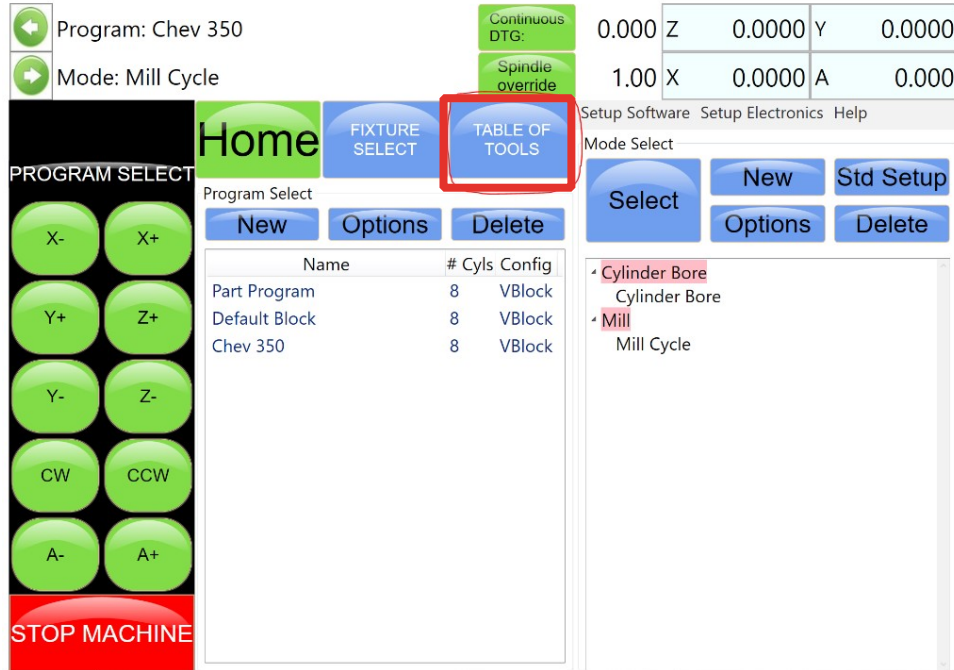 Program: Chev 350
Mode: Mill Cycle
Continuous
DTG:
0.000 Z 0.0000 Y 0.0000
Spindle
override
1.00 X 0.0000 A 0.000
Setup Software Setup Electronics Help
PROGRAM SELECT
X- X+
Y+ Z+
Y- Z-
CW CCW
A- A+
STOP MACHINE
Home
FIXTURE
SELECT
TABLE OF
TOOLS
Program Select
New Options Delete
Name # Cyls Config
Part Program 8 VBlock
Default Block 8 VBlock
Chev 350 8 VBlock
Mode Select
Select
New Std Setup
Options Delete
Cylinder Bore
Cylinder Bore
Mill
Mill Cycle